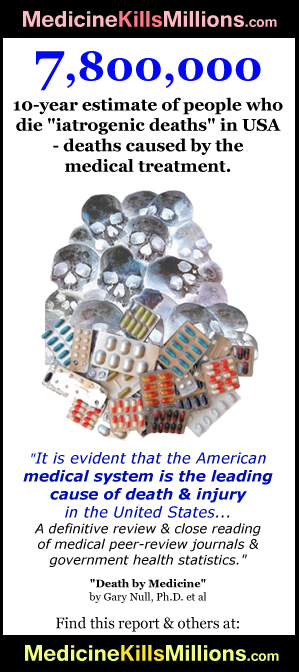 MedicineKillsMillions.com
7,800,000
10-year estimate of people who
die "iatrogenic deaths" in USA
- deaths caused by the
medical treatment.
"It is evident that the American
medical system is the leading
cause of death & injury
in the United States...
A definitive review & close reading
of medical peer-review journals &
government health statistics."
"Death by Medicine"
by Gary Null, Ph.D. et al
Find this report & others at:
MedicineKillsMillions.com